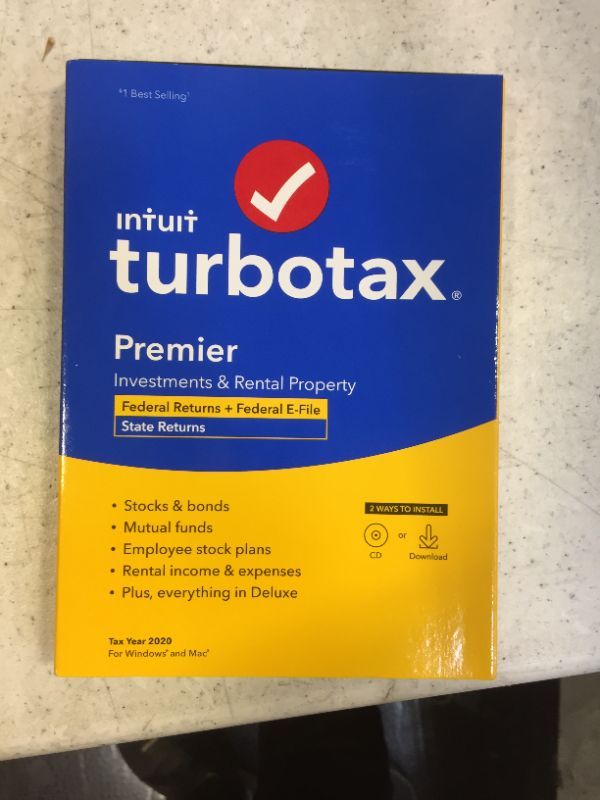 #1 Best Selling¹
intuit
turbotax®
Premier
Investments & Rental Property
Federal Returns + Federal E-File
State Returns
• Stocks & bonds
• Mutual funds
• Employee stock plans
• Rental income & expenses
• Plus, everything in Deluxe
2 WAYS TO INSTALL
CD or Download
Tax Year 2020
For Windows® and Mac®